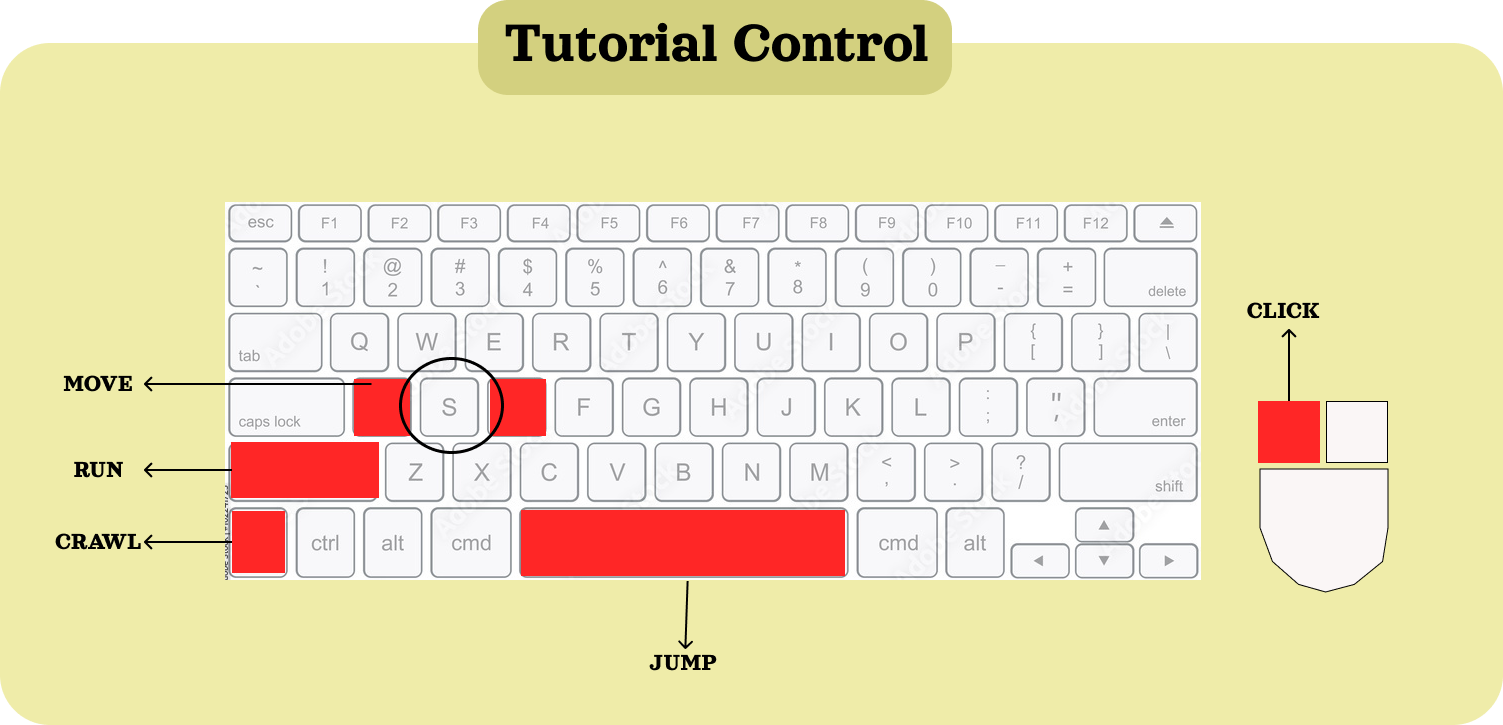 Tutorial Control
esc F1 F2 F3 F4 F5 F6 F7 F8 F9 F10 F11 F12
~ ! @ # $ % ^ & * ( ) _ +
` 1 2 3 4 5 6 7 8 9 0 - = delete
CLICK
tab Q W E R T Y U I O P { [ } ] | \
MOVE
caps lock S F G H J K L : ; " ' enter
RUN
Z X C V B N M < , > . ? / shift
CRAWL
ctrl alt cmd cmd alt
JUMP